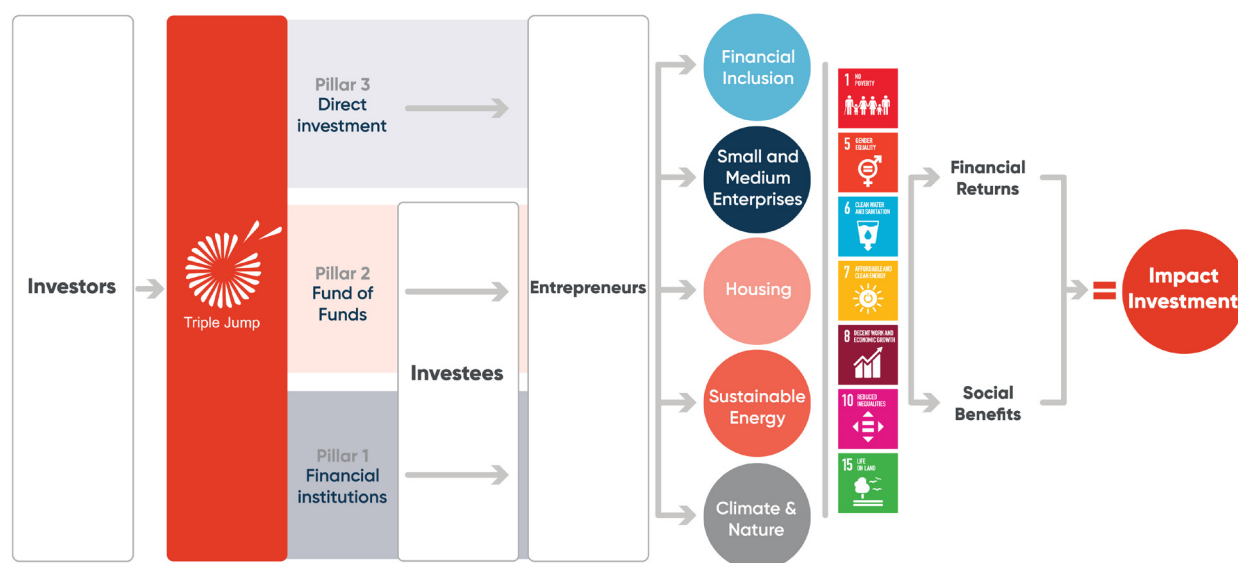 Investors
Triple Jump
Pillar 3
Direct
investment
Pillar 2
Fund of
Funds
Pillar 1
Financial
institutions
Investees
Entrepreneurs
Financial
Inclusion
Small and
Medium
Enterprises
Housing
Sustainable
Energy
Climate &
Nature
1 NO
POVERTY
5 GENDER
EQUALITY
6 CLEAN WATER
AND SANITATION
7 AFFORDABLE AND
CLEAN ENERGY
8 DECENT WORK AND
ECONOMIC GROWTH
10 REDUCED
INEQUALITIES
15 LIFE
ON LAND
Financial
Returns
Social
Benefits
=
Impact
Investment